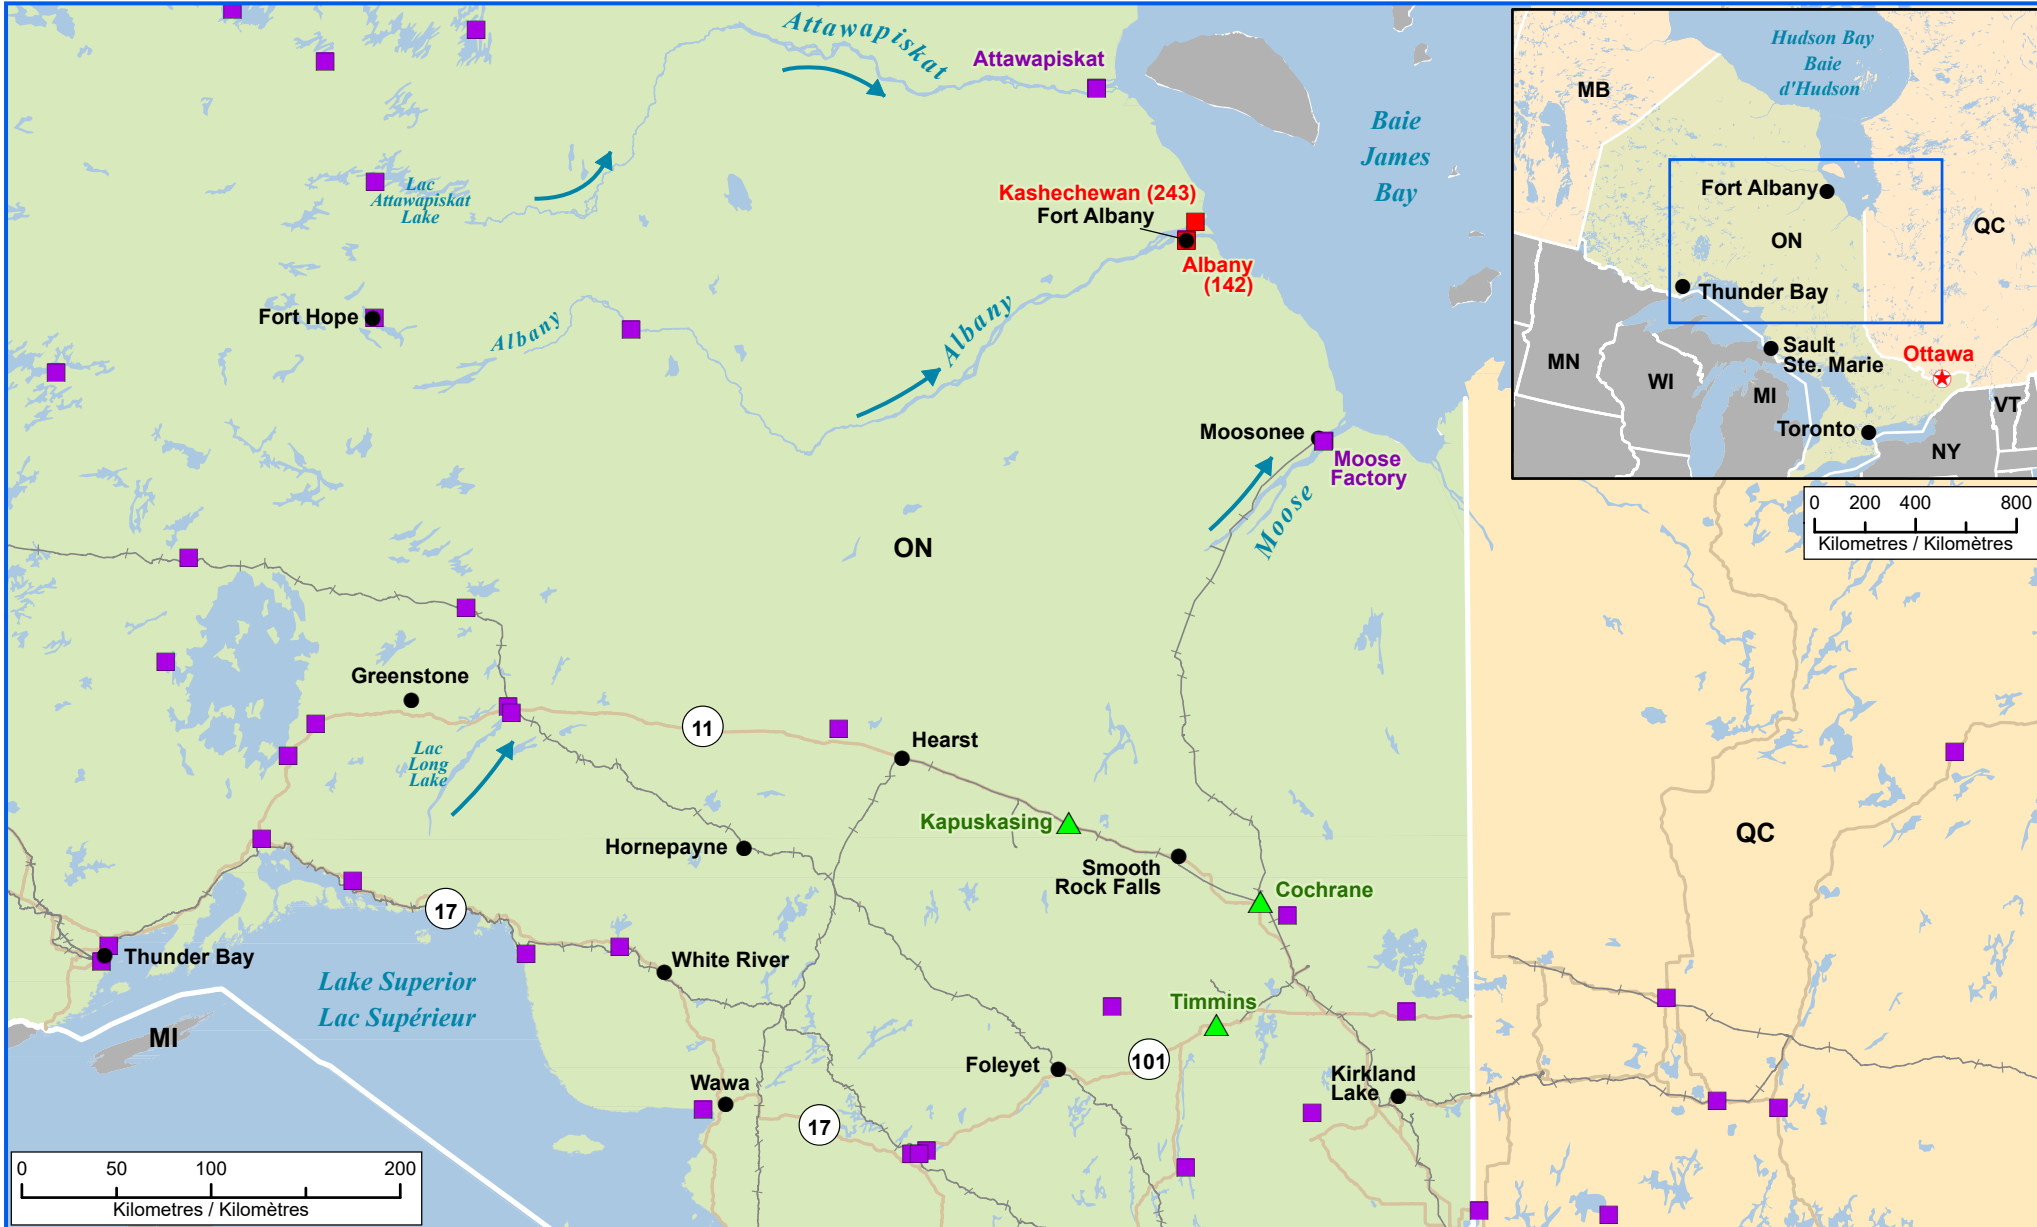 Attawapiskat
Attawapiskat
Baie
James
Bay
Lac
Attawapiskat
Lake
Kashechewan (243)
Fort Albany
Albany
(142)
Fort Hope
Albany
Albany
Moosonee
Moose
Factory
Moose
ON
Greenstone
11
Hearst
Lac
Long
Lake
Kapuskasing
Hornepayne
Smooth
Rock Falls
Cochrane
17
Thunder Bay
White River
Lake Superior
Lac Supérieur
Timmins
MI
101
Foleyet
Wawa
Kirkland
Lake
17
QC
0 50 100 200
Kilometres / Kilomètres
Hudson Bay
Baie
d'Hudson
MB
Fort Albany
ON
QC
Thunder Bay
Sault
Ste. Marie
Ottawa
MN
WI
MI
VT
Toronto
NY
0 200 400 800
Kilometres / Kilomètres